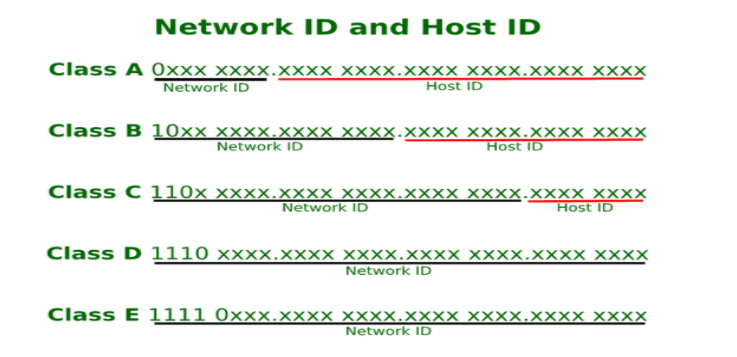 Network ID and Host ID
Class A 0xxx xxxx.xxxx xxxx.xxxx xxxx.xxxx xxxx
Network ID Host ID
Class B 10xx xxxx.xxxx xxxx.xxxx xxxx.xxxx xxxx
Network ID Host ID
Class C 110x xxxx.xxxx xxxx.xxxx xxxx.xxxx xxxx
Network ID Host ID
Class D 1110 xxxx.xxxx xxxx.xxxx xxxx.xxxx xxxx
Network ID
Class E 1111 0xxx.xxxx xxxx.xxxx xxxx.xxxx xxxx
Network ID